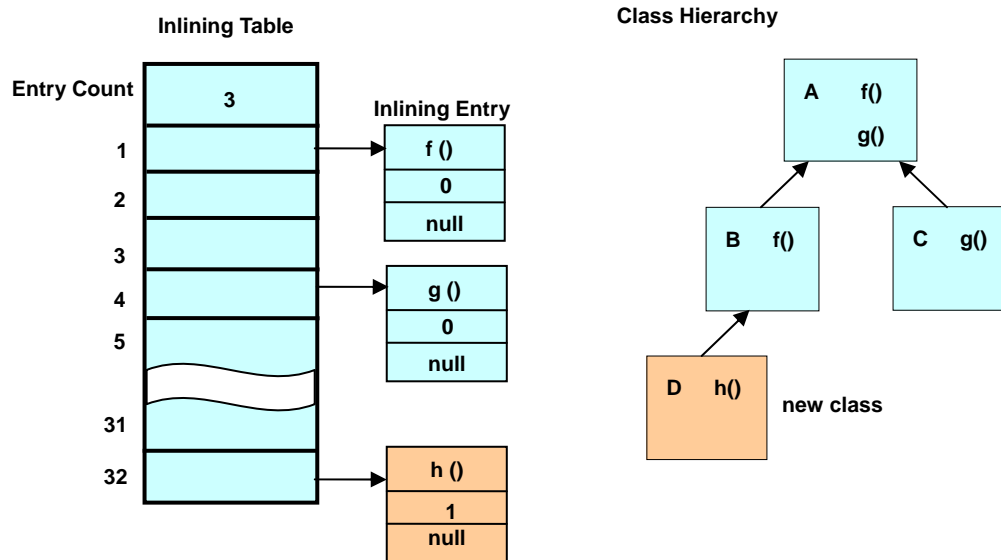 Inlining Table
Entry Count
3
1
2
3
4
5
31
32
Inlining Entry
f ()
0
null
g ()
0
null
h ()
1
null
Class Hierarchy
A f()
g()
B f()
C g()
D h()
new class